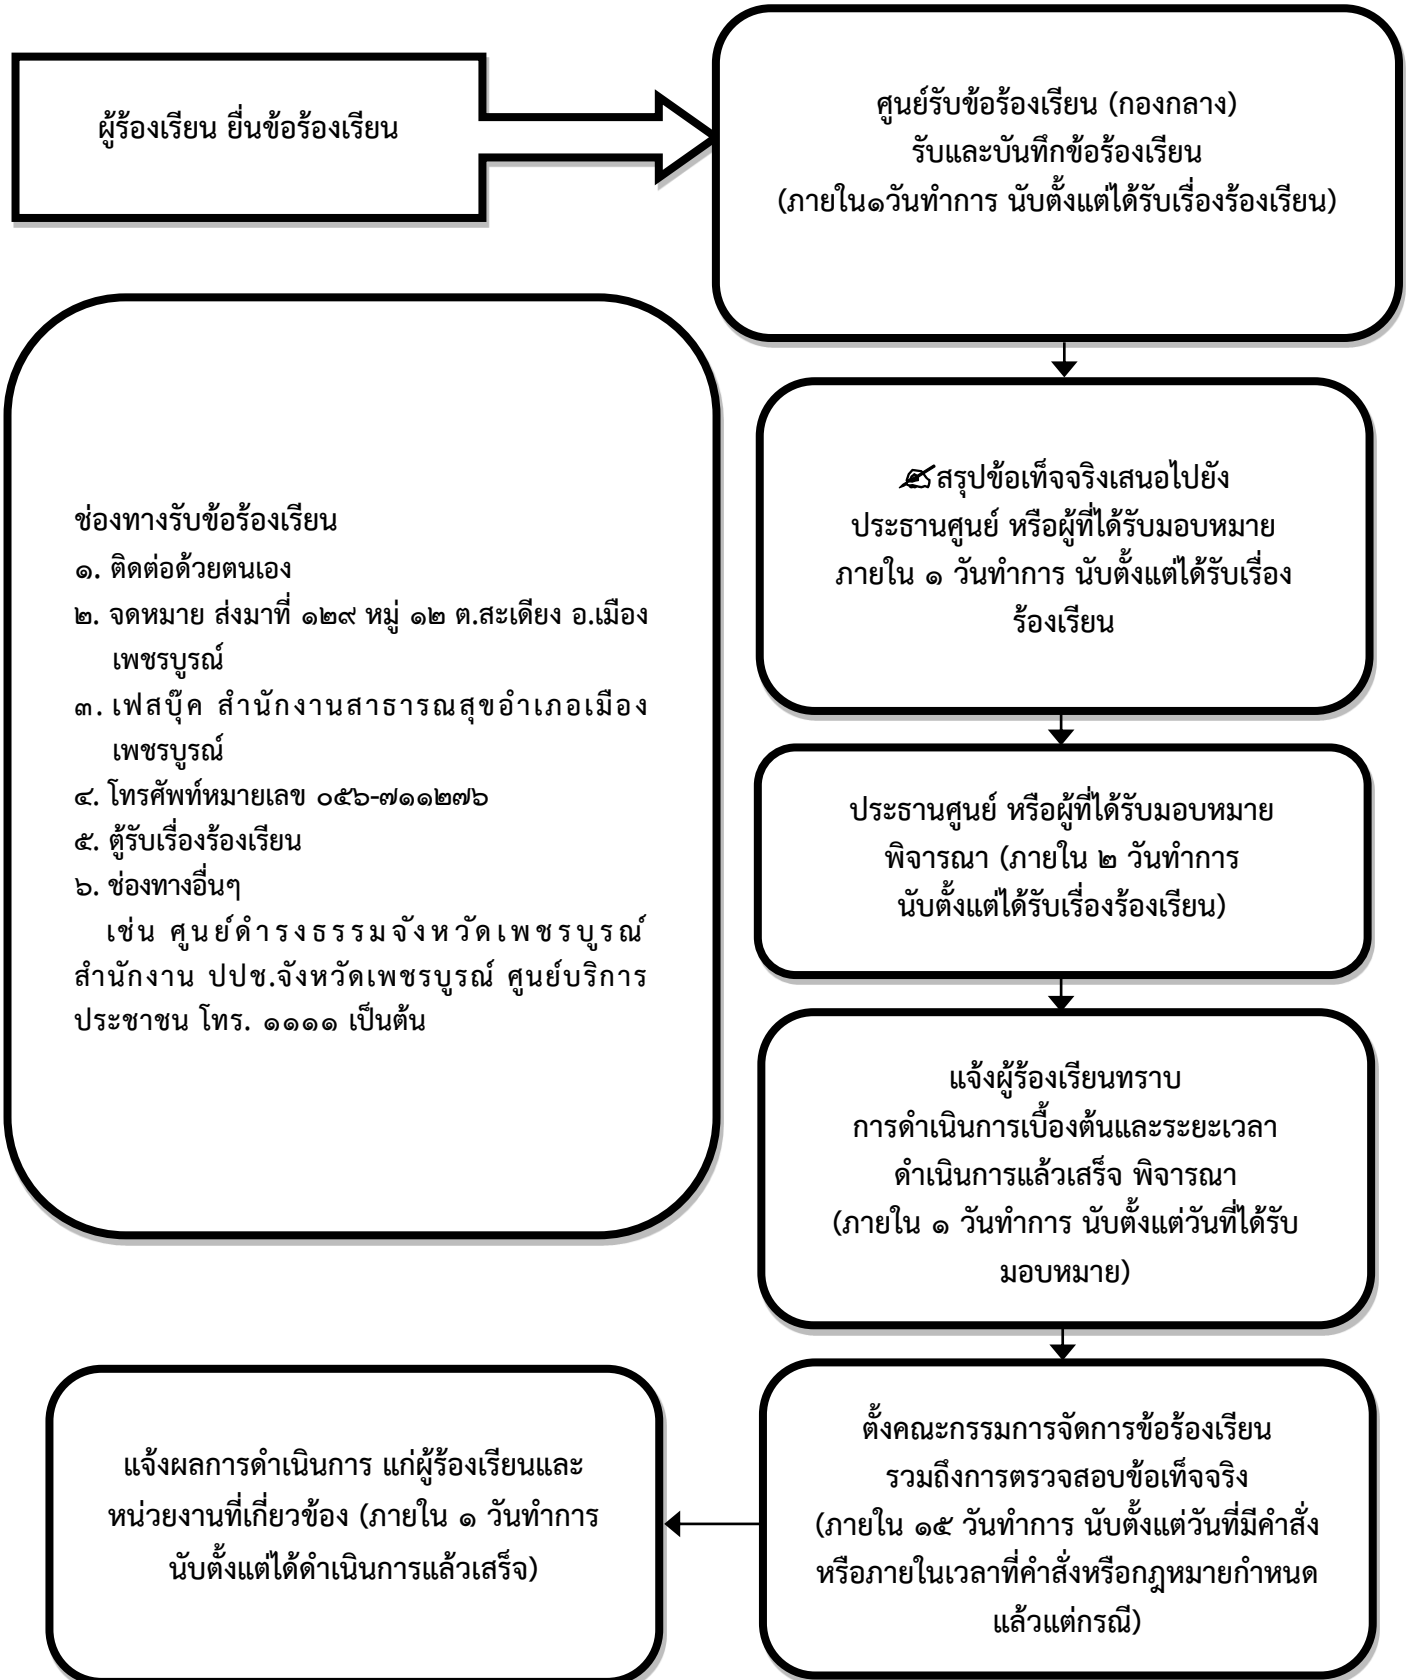 ผู้ร้องเรียน ยื่นข้อร้องเรียน
ศูนย์รับข้อร้องเรียน (กองกลาง)
รับและบันทึกข้อร้องเรียน
(ภายใน๑วันทำการ นับตั้งแต่ได้รับเรื่องร้องเรียน)
ช่องทางรับข้อร้องเรียน
๑. ติดต่อด้วยตนเอง
๒. จดหมาย ส่งมาที่ ๑๒๙ หมู่ ๑๒ ต.สะเดียง อ.เมือง
เพชรบูรณ์
๓. เฟสบุ๊ค สำนักงานสาธารณสุขอำเภอเมือง
เพชรบูรณ์
๔. โทรศัพท์หมายเลข ๐๕๖-๗๑๑๒๗๖
๕. ตู้รับเรื่องร้องเรียน
๖. ช่องทางอื่นๆ
เช่น ศูนย์ดำรงธรรมจังหวัดเพชรบูรณ์
สำนักงาน ปปช.จังหวัดเพชรบูรณ์ ศูนย์บริการ
ประชาชน โทร. ๑๑๑๑ เป็นต้น
สรุปข้อเท็จจริงเสนอไปยัง
ประธานศูนย์ หรือผู้ที่ได้รับมอบหมาย
ภายใน ๑ วันทำการ นับตั้งแต่ได้รับเรื่อง
ร้องเรียน
ประธานศูนย์ หรือผู้ที่ได้รับมอบหมาย
พิจารณา (ภายใน ๒ วันทำการ
นับตั้งแต่ได้รับเรื่องร้องเรียน)
แจ้งผู้ร้องเรียนทราบ
การดำเนินการเบื้องต้นและระยะเวลา
ดำเนินการแล้วเสร็จ พิจารณา
(ภายใน ๑ วันทำการ นับตั้งแต่วันที่ได้รับ
มอบหมาย)
ตั้งคณะกรรมการจัดการข้อร้องเรียน
รวมถึงการตรวจสอบข้อเท็จจริง
(ภายใน ๑๕ วันทำการ นับตั้งแต่วันที่มีคำสั่ง
หรือภายในเวลาที่คำสั่งหรือกฎหมายกำหนด
แล้วแต่กรณี)
แจ้งผลการดำเนินการ แก่ผู้ร้องเรียนและ
หน่วยงานที่เกี่ยวข้อง (ภายใน ๑ วันทำการ
นับตั้งแต่ได้ดำเนินการแล้วเสร็จ)